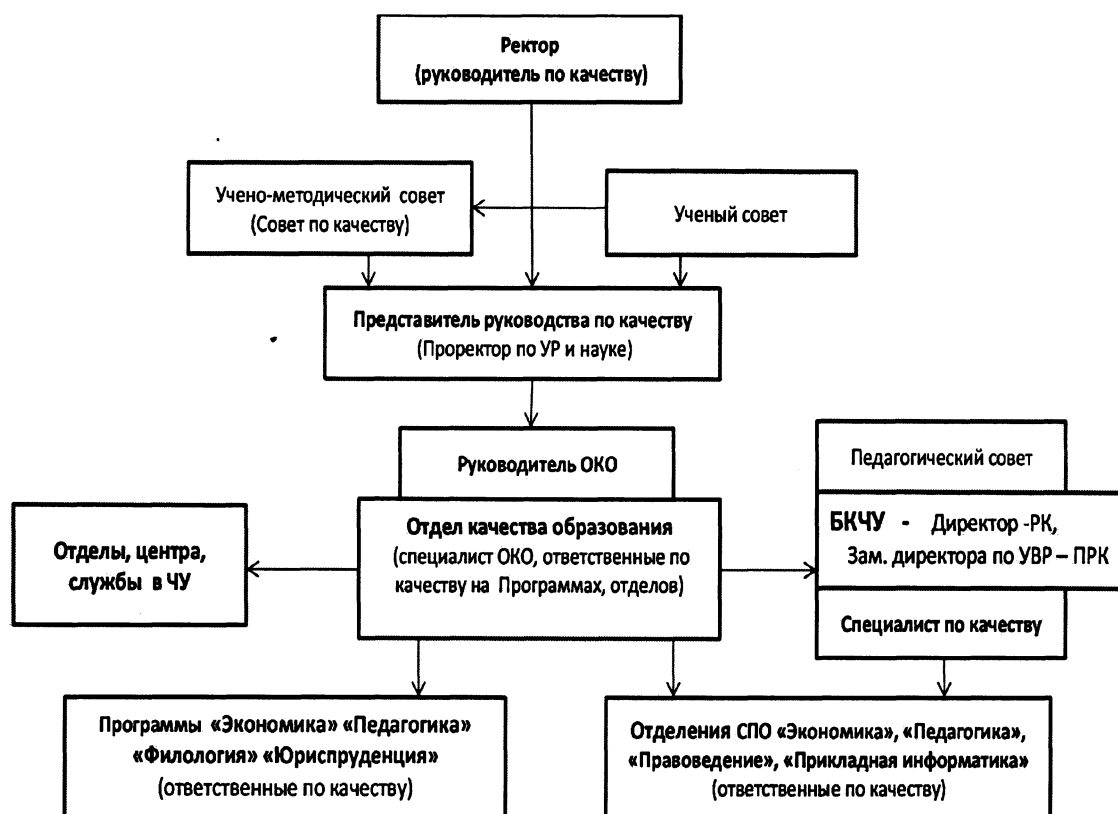 Ректор
(руководитель по качеству)
Учено-методический совет
(Совет по качеству)
Ученый совет
Представитель руководства по качеству
(Проректор по УР и науке)
Руководитель ОКО
Педагогический совет
Отделы, центра,
службы в ЧУ
Отдел качества образования
(специалист ОКО, ответственные по
качеству на Программах, отделов)
БКЧУ - Директор -РК,
Зам. директора по УВР – ПРК
Специалист по качеству
Программы «Экономика» «Педагогика»
«Филология» «Юриспруденция»
(ответственные по качеству)
Отделения СПО «Экономика», «Педагогика»,
«Правоведение», «Прикладная информатика»
(ответственные по качеству)